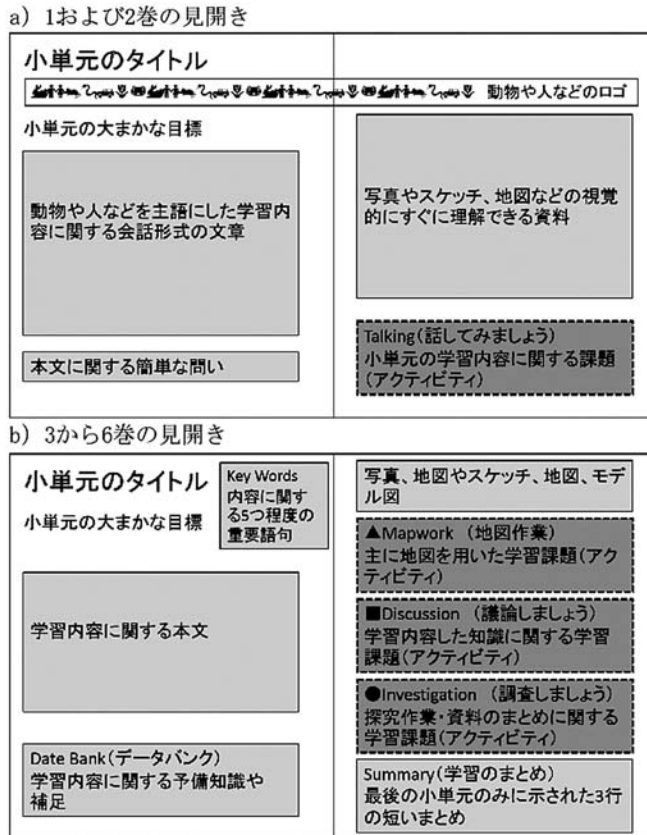 a）1および2巻の見開き
小単元のタイトル
動物や人などのロゴ
小単元の大まかな目標
動物や人などを主語にした学習内
容に関する会話形式の文章
本文に関する簡単な問い
写真やスケッチ、地図などの視覚
的にすぐに理解できる資料
Talking（話してみましょう）
小単元の学習内容に関する課題
（アクティビティ）
b）3から6巻の見開き
小単元のタイトル
小単元の大まかな目標
Key Words
内容に関す
る5つ程度の
重要語句
学習内容に関する本文
Date Bank（データバンク）
学習内容に関する予備知識や
補足
写真、地図やスケッチ、地図、モデ
ル図
▲Mapwork （地図作業）
主に地図を用いた学習課題（アク
ティビティ）
■Discussion （議論しましょう）
学習内容した知識に関する学習
課題（アクティビティ）
●Investigation （調査しましょう）
探究作業・資料のまとめに関する
学習課題（アクティビティ）
Summary（学習のまとめ）
最後の小単元のみに示された3行
の短いまとめ